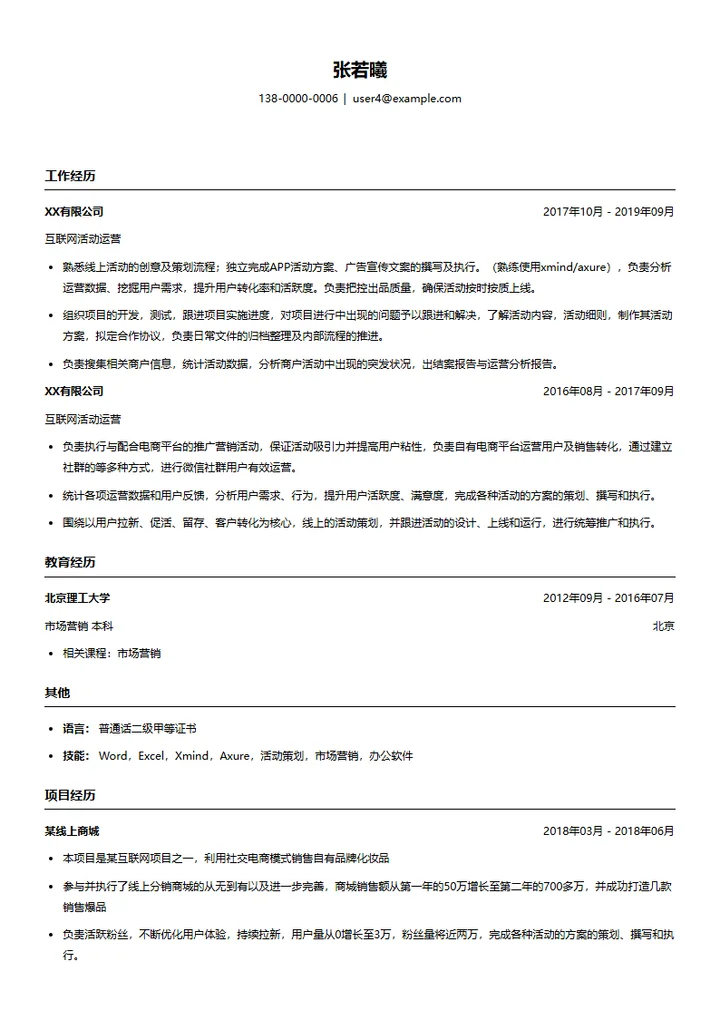 张若曦
138-0000-0006 | user4@example.com
工作经历
XX有限公司 2017年10月 - 2019年09月
互联网活动运营
• 熟悉线上活动的创意及策划流程；独立完成APP活动方案、广告宣传文案的撰写及执行。（熟练使用xmind/axure），负责分析
运营数据、挖掘用户需求，提升用户转化率和活跃度。负责把控出品质量，确保活动按时按质上线。
• 组织项目的开发，测试，跟进项目实施进度，对项目进行中出现的问题予以跟进和解决，了解活动内容，活动细则，制作其活动
方案，拟定合作协议，负责日常文件的归档整理及内部流程的推进。
• 负责搜集相关商户信息，统计活动数据，分析商户活动中出现的突发状况，出结案报告与运营分析报告。
XX有限公司 2016年08月 - 2017年09月
互联网活动运营
• 负责执行与配合电商平台的推广营销活动，保证活动吸引力并提高用户粘性，负责自有电商平台运营用户及销售转化，通过建立
社群的等多种方式，进行微信社群用户有效运营。
• 统计各项运营数据和用户反馈，分析用户需求、行为，提升用户活跃度、满意度，完成各种活动的方案的策划、撰写和执行。
• 围绕以用户拉新、促活、留存、客户转化为核心，线上的活动策划，并跟进活动的设计、上线和运行，进行统筹推广和执行。
教育经历
北京理工大学 2012年09月 - 2016年07月
市场营销 本科 北京
• 相关课程：市场营销
其他
• 语言： 普通话二级甲等证书
• 技能： Word，Excel，Xmind，Axure，活动策划，市场营销，办公软件
项目经历
某线上商城 2018年03月 - 2018年06月
• 本项目是某互联网项目之一，利用社交电商模式销售自有品牌化妆品
• 参与并执行了线上分销商城的从无到有以及进一步完善，商城销售额从第一年的50万增长至第二年的700多万，并成功打造几款
销售爆品
• 负责活跃粉丝，不断优化用户体验，持续拉新，用户量从0增长至3万，粉丝量将近两万，完成各种活动的方案的策划、撰写和执
行。